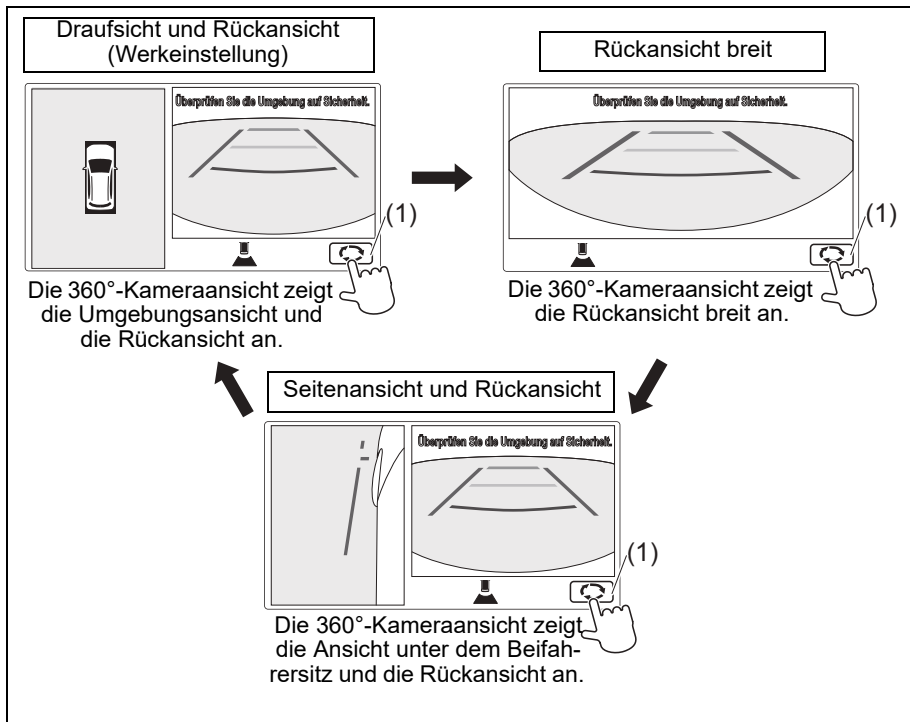 Draufsicht und Rückansicht
(Werkeinstellung)
Überprüfen Sie die Umgebung auf Sicherheit.
(1)
Die 360°-Kameraansicht zeigt
die Umgebungsansicht und
die Rückansicht an.
Rückansicht breit
Überprüfen Sie die Umgebung auf Sicherheit.
(1)
Die 360°-Kameraansicht zeigt
die Rückansicht breit an.
Seitenansicht und Rückansicht
Überprüfen Sie die Umgebung auf Sicherheit.
(1)
Die 360°-Kameraansicht zeigt
die Ansicht unter dem Beifah-
rersitz und die Rückansicht an.